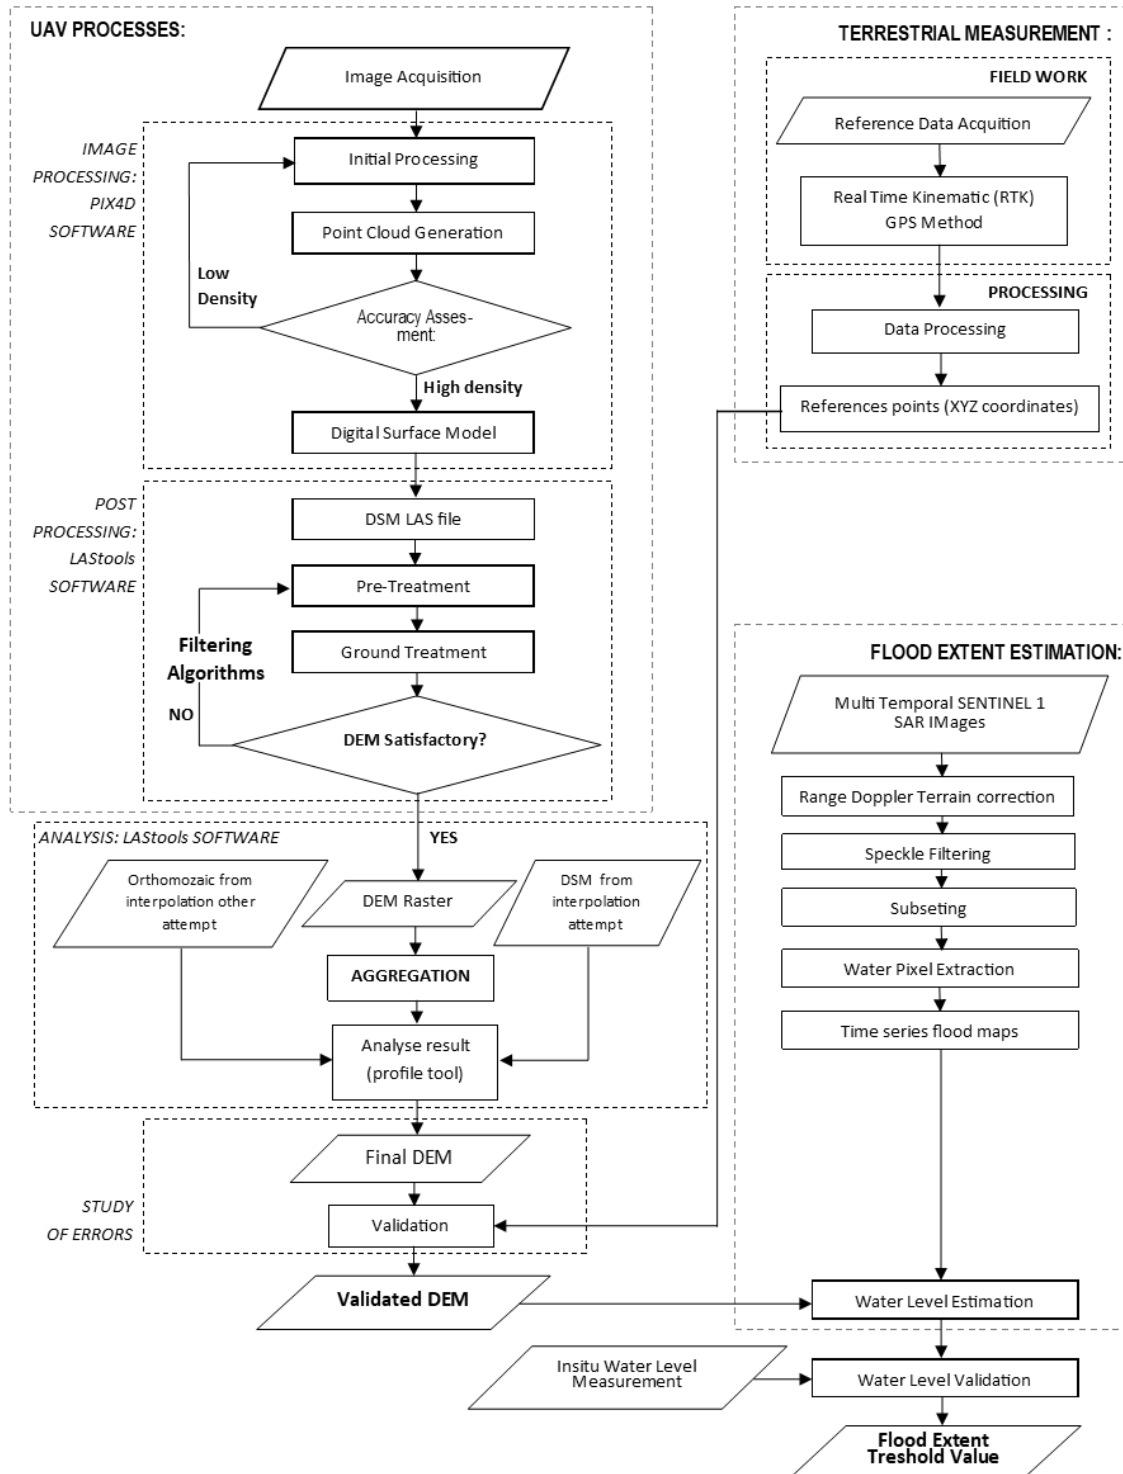 UAV PROCESSES:
Image Acquisition
IMAGE
PROCESSING:
PIX4D
SOFTWARE
Initial Processing
Point Cloud Generation
Low
Density
Accuracy Asses-
ment:
High density
Digital Surface Model
POST
PROCESSING:
LAStools
SOFTWARE
DSM LAS file
Pre-Treatment
Filtering
Algorithms
Ground Treatment
NO
DEM Satisfactory?
YES
ANALYSIS: LAStools SOFTWARE
Orthomozaic from
interpolation other
attempt
DEM Raster
DSM from
interpolation
attempt
AGGREGATION
Analyse result
(profile tool)
STUDY
OF ERRORS
Final DEM
Validation
Validated DEM
TERRESTRIAL MEASUREMENT :
FIELD WORK
Reference Data Acquition
Real Time Kinematic (RTK)
GPS Method
PROCESSING
Data Processing
References points (XYZ coordinates)
FLOOD EXTENT ESTIMATION:
Multi Temporal SENTINEL 1
SAR IMages
Range Doppler Terrain correction
Speckle Filtering
Subseting
Water Pixel Extraction
Time series flood maps
Water Level Estimation
Insitu Water Level
Measurement
Water Level Validation
Flood Extent
Treshold Value